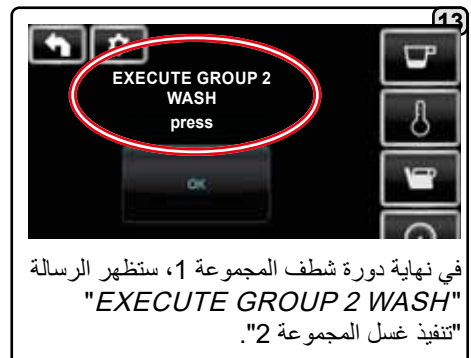 13
EXECUTE GROUP 2
WASH
press
OK
في نهاية دورة شطف المجموعة 1، ستظهر الرسالة
"EXECUTE GROUP 2 WASH"
"تنفيذ غسل المجموعة 2".